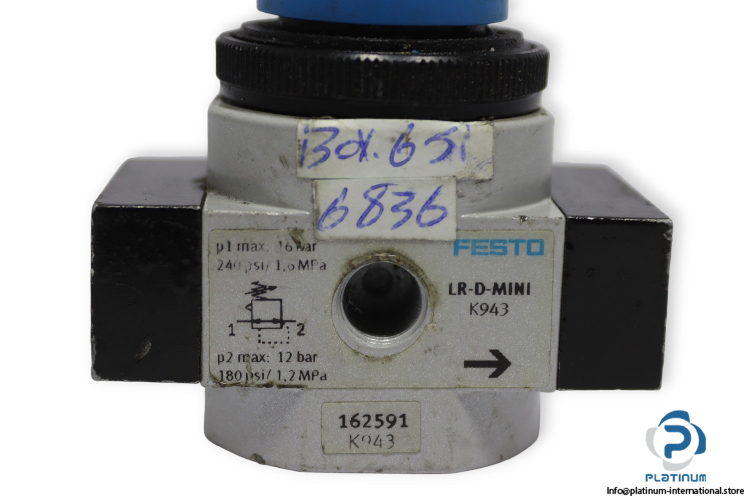 Box.651
6836
p1 max: 16 bar
240 psi/ 1,6 MPa
1
2
p2 max: 12 bar
180 psi/ 1,2 MPa
FESTO
LR-D-MINI
K943
162591
K943
PLATINUM
Info@platinum-international.store